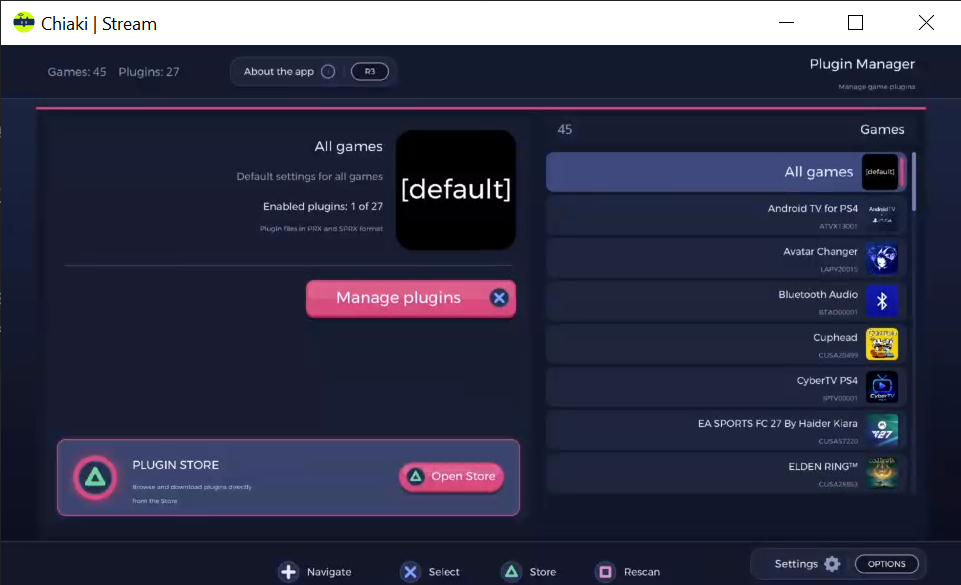 Chiaki | Stream
Games: 45 Plugins: 27
About the app R3
Plugin Manager
Manage game plugins
All games
Default settings for all games
Enabled plugins: 1 of 27
Plugin files in PRX and SPRX format
[default]
Manage plugins
PLUGIN STORE
Browse and download plugins directly
from the Store
Open Store
45 Games
All games
[default]
Android TV for PS4
ATVX13001
Avatar Changer
LAPY20015
Bluetooth Audio
BTAD00001
Cuphead
CUSA20499
CyberTV PS4
IPTV00001
CyberTV
EA SPORTS FC 27 By Haider Kiara
CUSA57220
ELDEN RING™
CUSA28863
Navigate Select Store Rescan
Settings OPTIONS